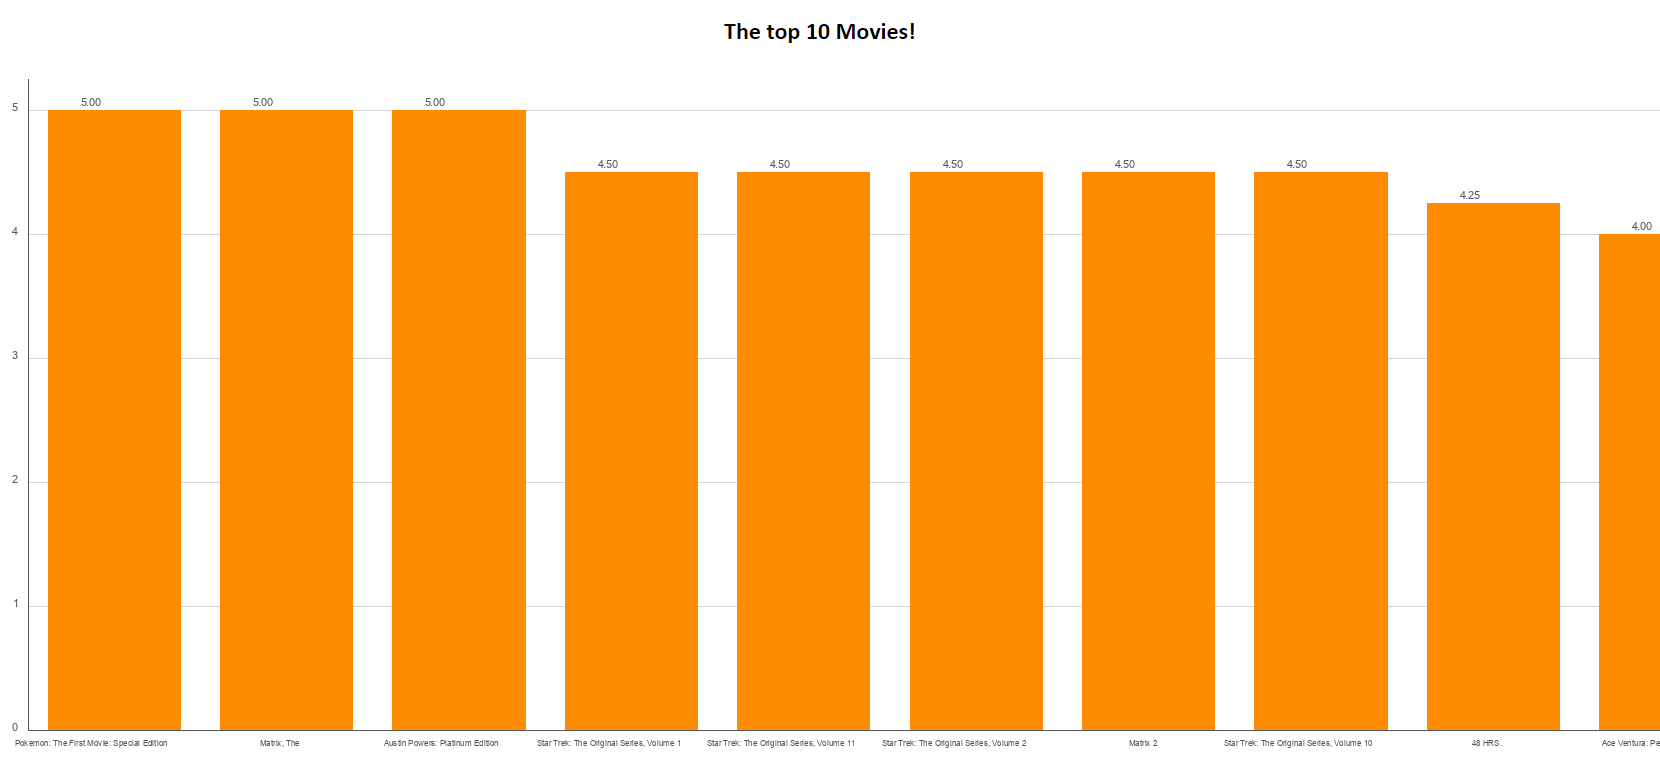 The top 10 Movies!
5.00
5.00
5.00
4.50
4.50
4.50
4.50
4.50
4.25
4.00
5
4
3
2
1
0
Pokemon: The First Movie: Special Edition
Matrix, The
Austin Powers: Platinum Edition
Star Trek: The Original Series, Volume 1
Star Trek: The Original Series, Volume 11
Star Trek: The Original Series, Volume 2
Matrix 2
Star Trek: The Original Series, Volume 10
48 HRS.
Ace Ventura: Pe